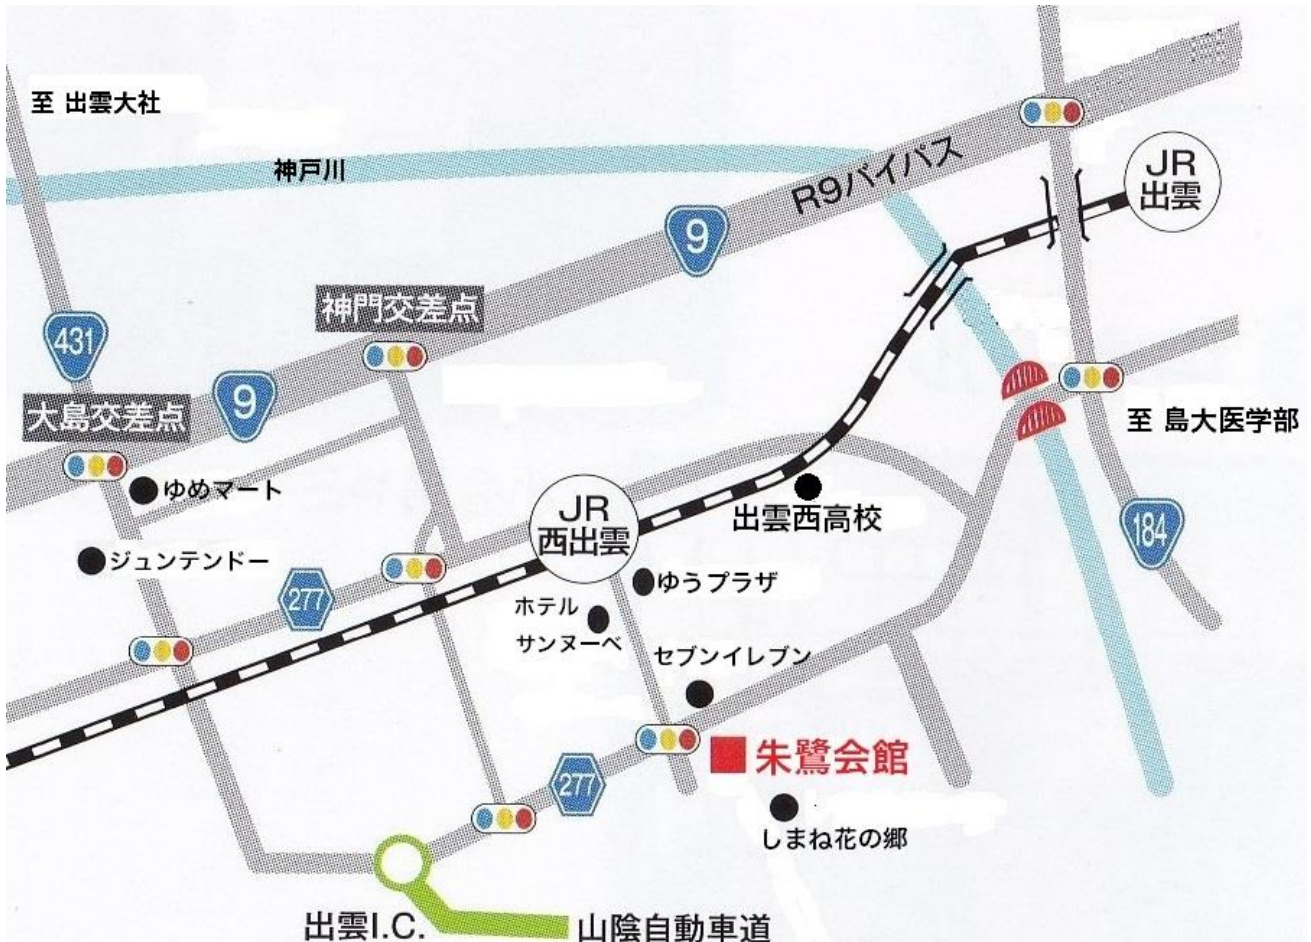 至 出雲大社
神戸川
R9バイパス
JR
出雲
9
神門交差点
431
9
大島交差点
至 島大医学部
ゆめマート
JR
西出雲
出雲西高校
184
ジュンテンドー
277
ゆうプラザ
ホテル
サンヌーベ
セブンイレブン
朱鷺会館
277
しまね花の郷
出雲I.C.
山陰自動車道